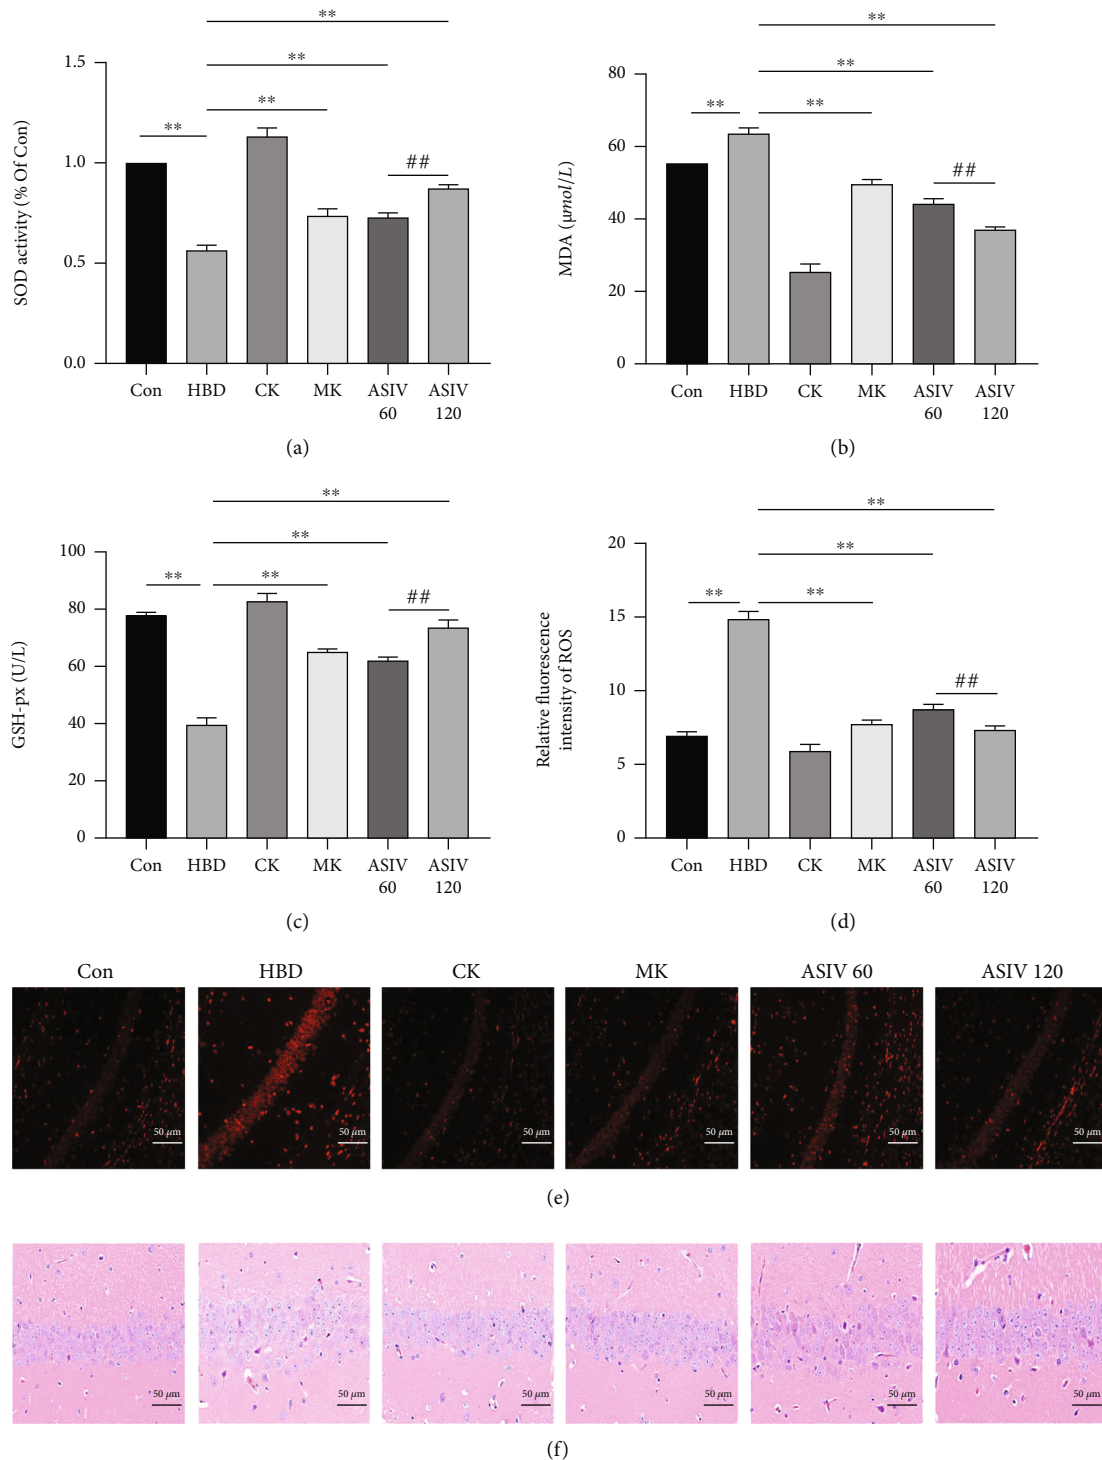 **
**
**
**
##
SOD activity (% Of Con)
1.5
1.0
0.5
0.0
Con
HBD
CK
MK
ASIV 60
ASIV 120
(a)
**
**
**
**
##
MDA (μmol/L)
80
60
40
20
0
Con
HBD
CK
MK
ASIV 60
ASIV 120
(b)
**
**
**
**
##
GSH-px (U/L)
100
80
60
40
20
0
Con
HBD
CK
MK
ASIV 60
ASIV 120
(c)
**
**
**
**
##
Relative fluorescence
intensity of ROS
20
15
10
5
0
Con
HBD
CK
MK
ASIV 60
ASIV 120
(d)
Con
HBD
CK
MK
ASIV 60
ASIV 120
50 μm
50 μm
50 μm
50 μm
50 μm
50 μm
(e)
50 μm
50 μm
50 μm
50 μm
50 μm
50 μm
(f)